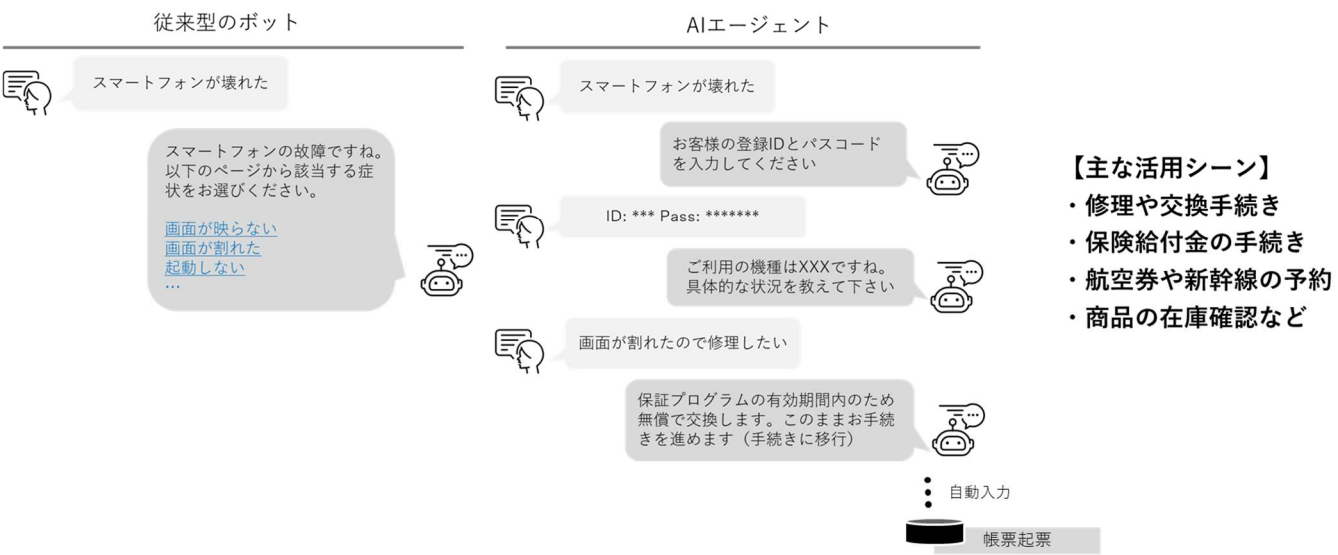 従来型のボット
スマートフォンが壊れた
スマートフォンの故障ですね。
以下のページから該当する症
状をお選びください。
画面が映らない
画面が割れた
起動しない
…
AIエージェント
スマートフォンが壊れた
お客様の登録IDとパスコード
を入力してください
ID: *** Pass: *******
ご利用の機種はXXXですね。
具体的な状況を教えて下さい
画面が割れたので修理したい
保証プログラムの有効期間内のため
無償で交換します。このままお手続
きを進めます（手続きに移行）
自動入力
帳票起票
【主な活用シーン】
・修理や交換手続き
・保険給付金の手続き
・航空券や新幹線の予約
・商品の在庫確認など